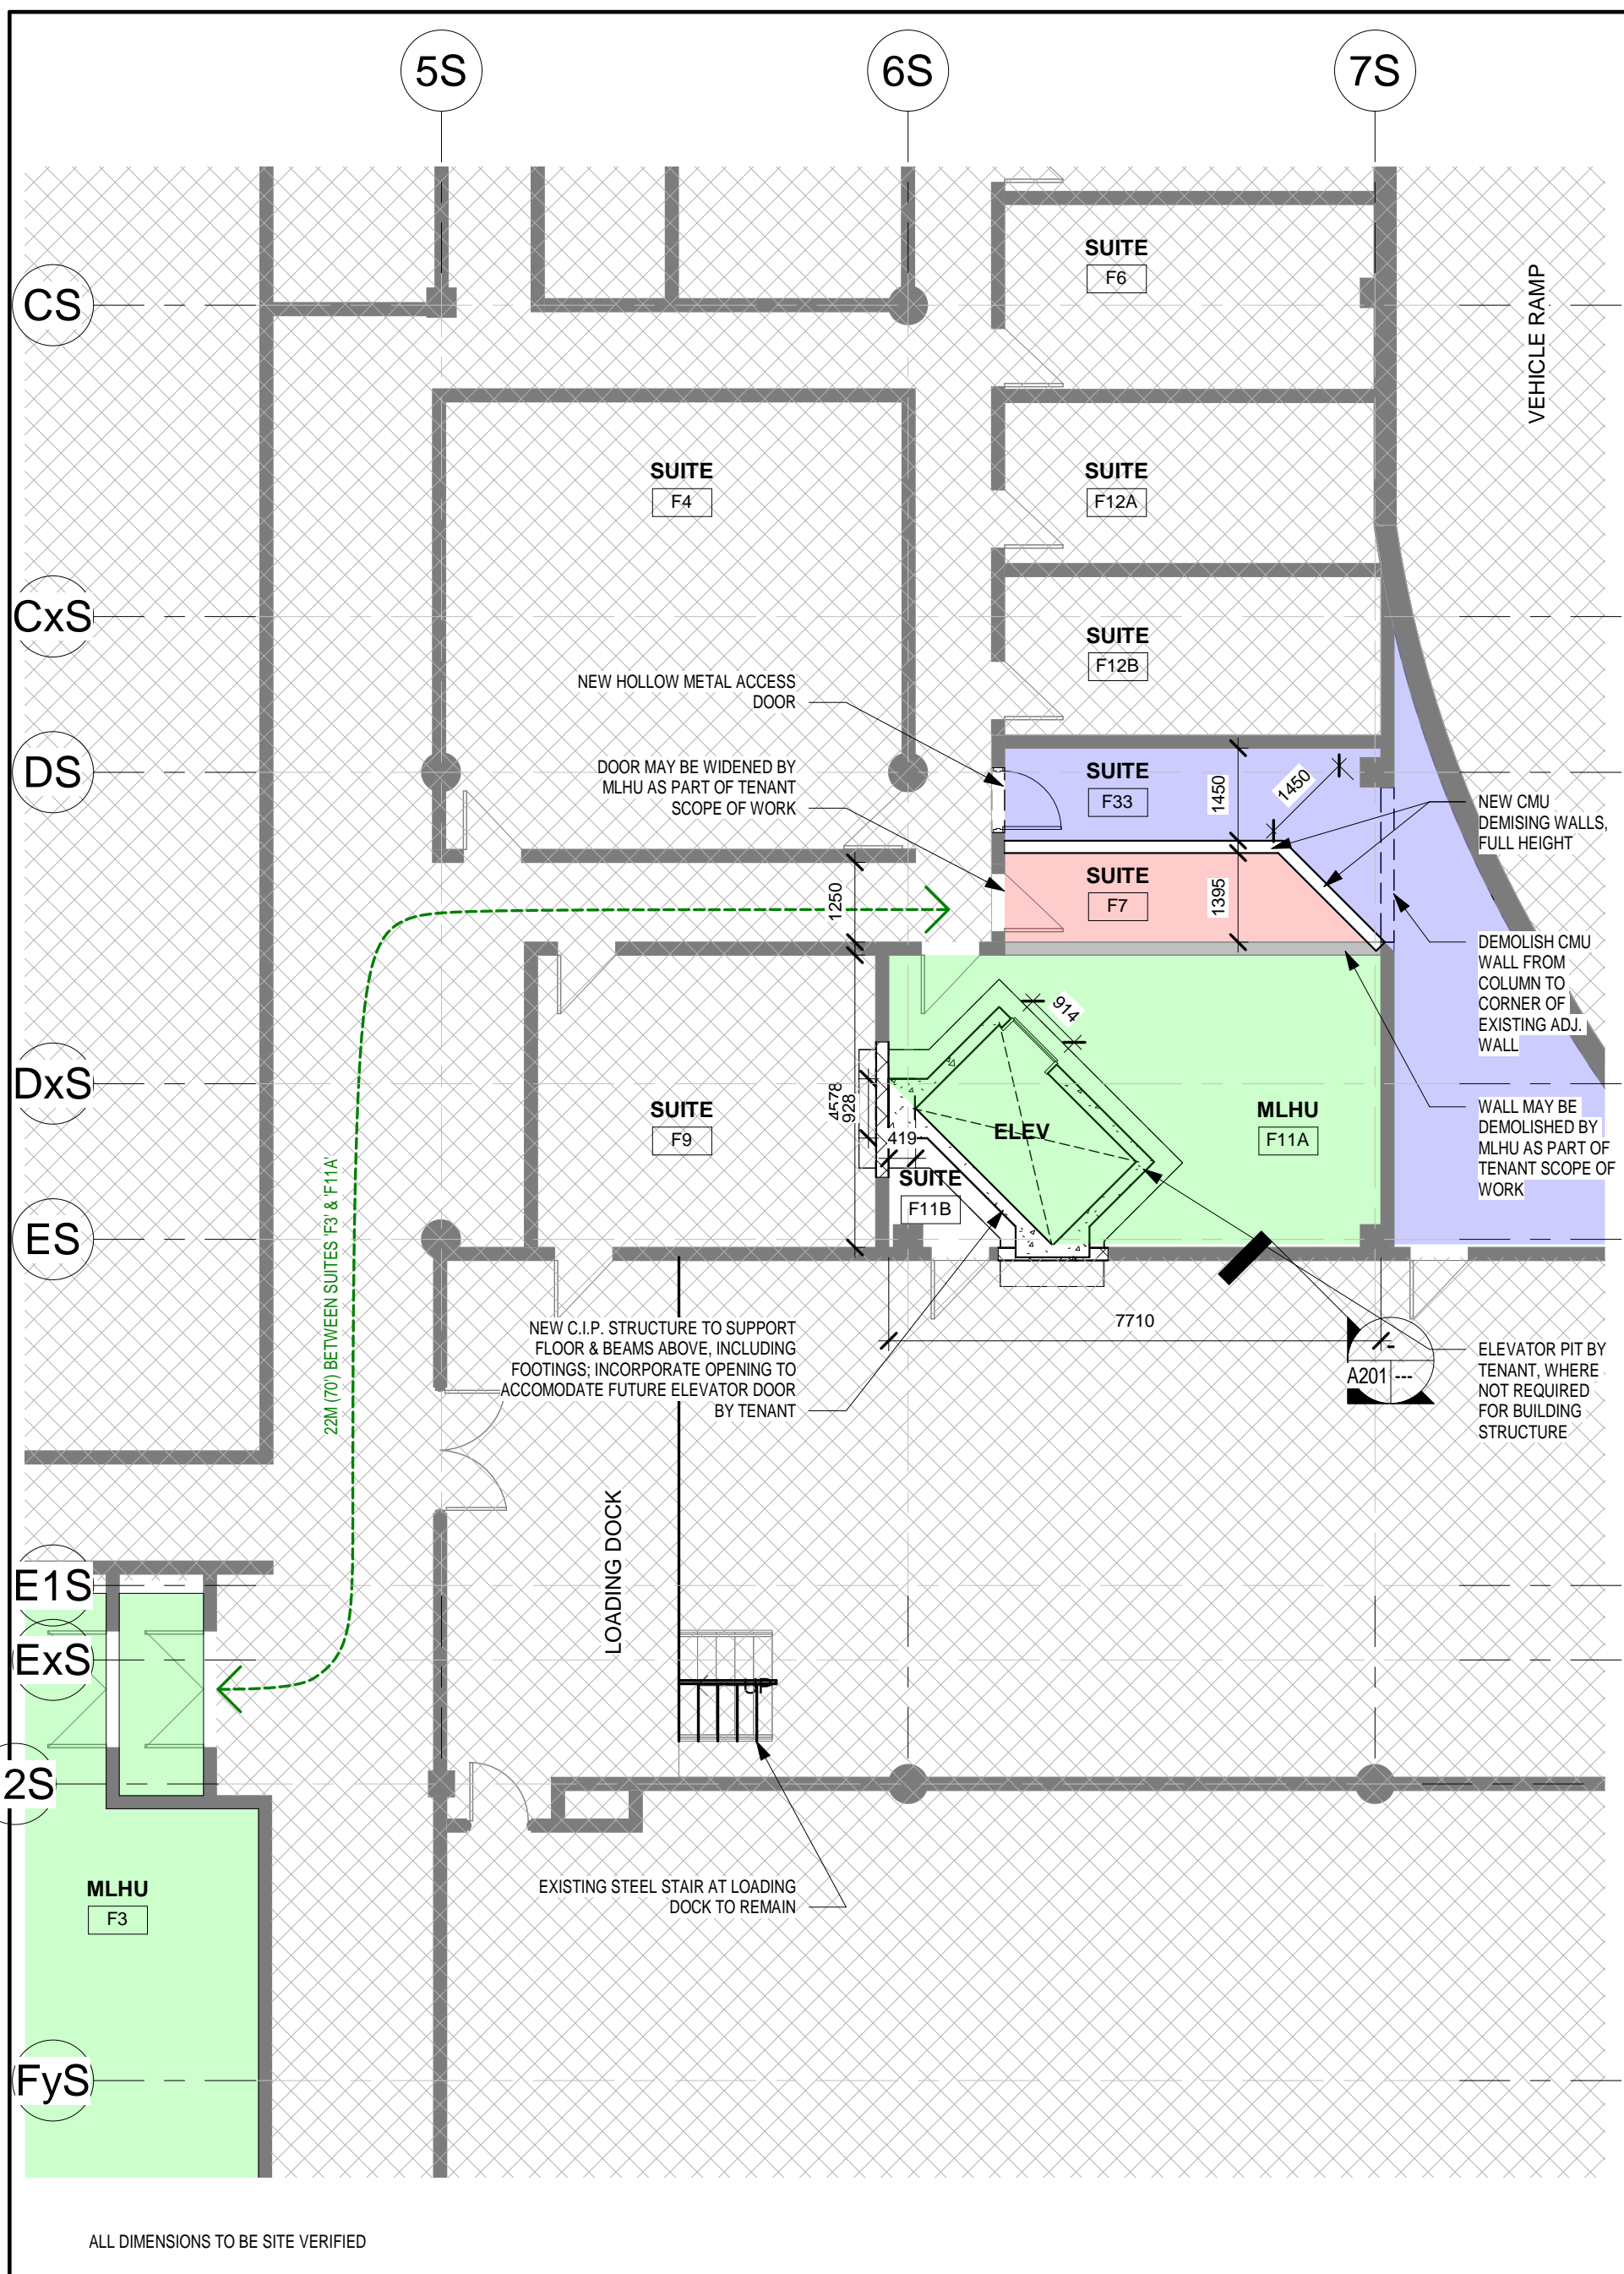 5S
6S
7S
CS
CxS
DS
DxS
ES
E1S
ExS
2S
FyS
SUITE
F6
VEHICLE RAMP
SUITE
F4
SUITE
F12A
SUITE
F12B
NEW HOLLOW METAL ACCESS
DOOR
DOOR MAY BE WIDENED BY
MLHU AS PART OF TENANT
SCOPE OF WORK
SUITE
F33
1450
1450
NEW CMU
DEMISING WALLS,
FULL HEIGHT
SUITE
F7
1395
1250
DEMOLISH CMU
WALL FROM
COLUMN TO
CORNER OF
EXISTING ADJ.
WALL
914
4578
928
419
SUITE
F9
ELEV
MLHU
F11A
SUITE
F11B
WALL MAY BE
DEMOLISHED BY
MLHU AS PART OF
TENANT SCOPE OF
WORK
22M (70') BETWEEN SUITES 'F3' & 'F11A'
NEW C.I.P. STRUCTURE TO SUPPORT
FLOOR & BEAMS ABOVE, INCLUDING
FOOTINGS; INCORPORATE OPENING TO
ACCOMODATE FUTURE ELEVATOR DOOR
BY TENANT
7710
-
A201
---
ELEVATOR PIT BY
TENANT, WHERE
NOT REQUIRED
FOR BUILDING
STRUCTURE
LOADING DOCK
UP
EXISTING STEEL STAIR AT LOADING
DOCK TO REMAIN
MLHU
F3
ALL DIMENSIONS TO BE SITE VERIFIED